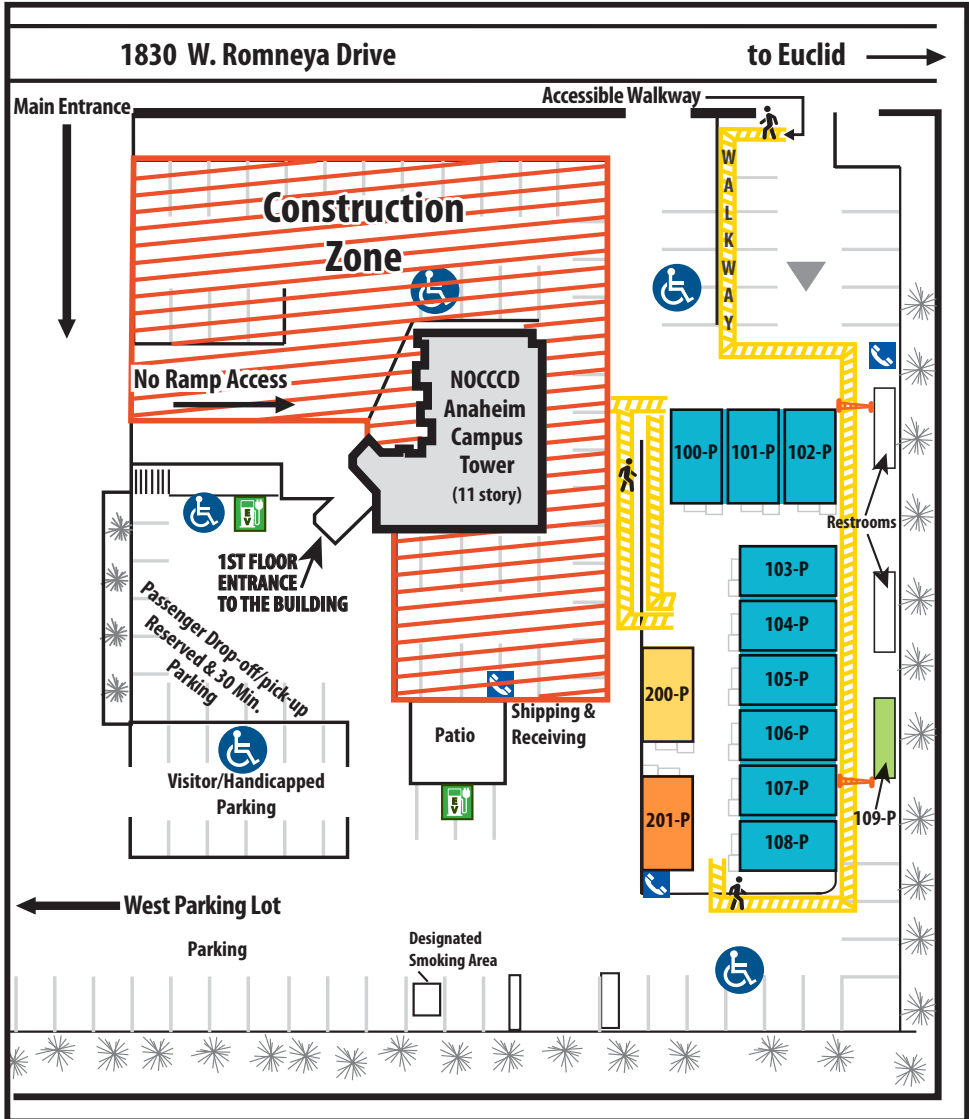 1830 W. Romneya Drive
to Euclid
Main Entrance
Accessible Walkway
WALKWAY
Construction
Zone
No Ramp Access
NOCCCD
Anaheim
Campus
Tower
(11 story)
100-P
101-P
102-P
Restrooms
EV
1ST FLOOR
ENTRANCE
TO THE BUILDING
103-P
104-P
105-P
106-P
107-P
108-P
109-P
200-P
201-P
Passenger Drop-off/pick-up
Reserved & 30 Min.
Parking
Shipping &
Receiving
Patio
EV
Visitor/Handicapped
Parking
West Parking Lot
Parking
Designated
Smoking Area